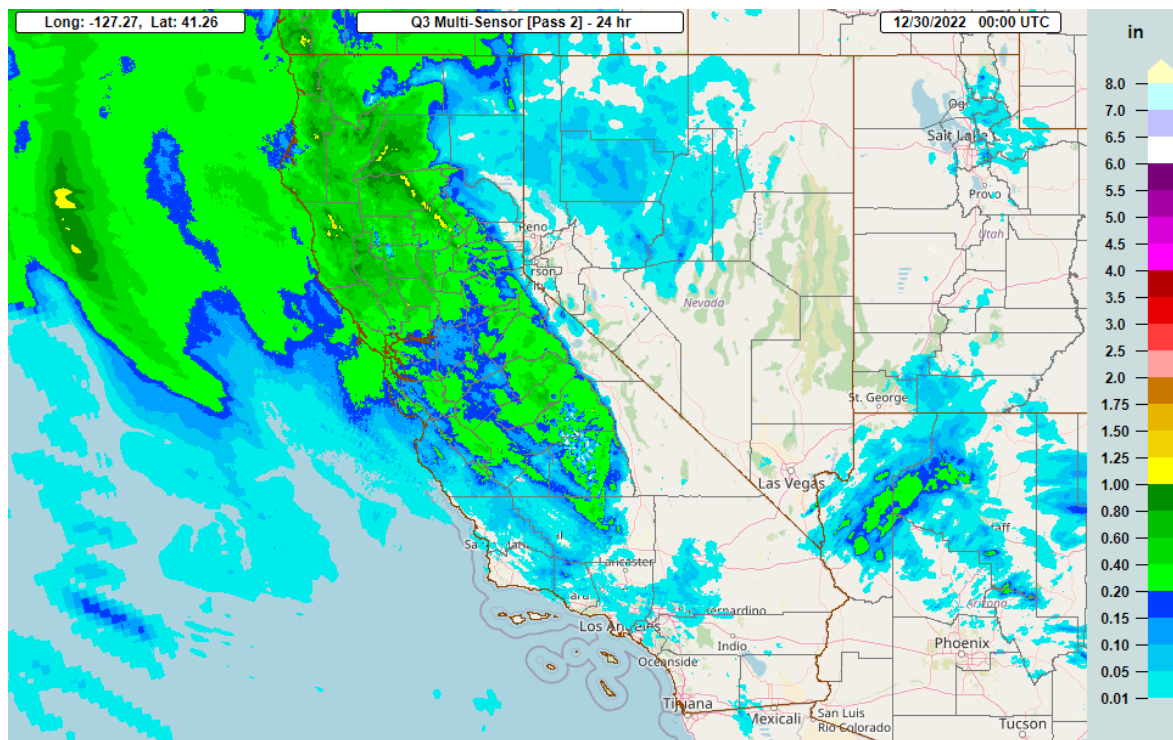 Long: -127.27, Lat: 41.26
Q3 Multi-Sensor [Pass 2] - 24 hr
12/30/2022 00:00 UTC
in
8.0
7.0
6.5
6.0
5.5
5.0
4.5
4.0
3.5
3.0
2.5
2.0
1.75
1.50
1.25
1.00
0.80
0.60
0.40
0.20
0.15
0.10
0.05
0.01
Og
Salt Lake
Provo
Utah
Reno
Nevada
St. George
Las Vegas
Lancaster
Los Angeles
Oceanside
Indio
Arizona
Phoenix
Tijuana
Mexicali
San Luis
Río Colorado
Tucson